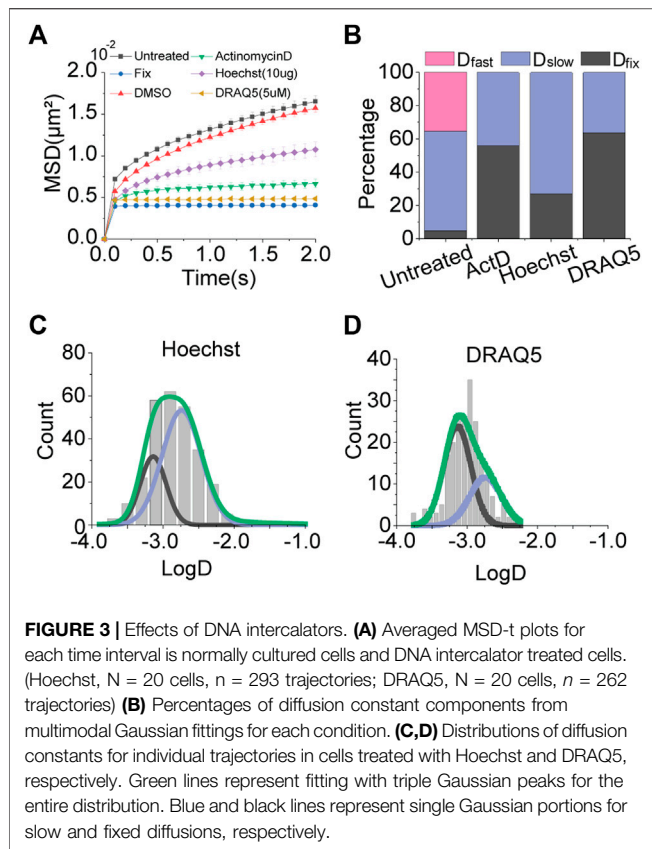 A
B
10⁻²
Untreated ActinomycinD
Fix Hoechst(10ug)
DMSO DRAQ5(5uM)
2.0
1.5
1.0
0.5
0.0
MSD(μm²)
0.5 1.0 1.5 2.0
Time(s)
Dfast Dslow Dfix
100
80
60
40
20
0
Percentage
Untreated ActD Hoechst DRAQ5
C
Hoechst
80
60
40
20
0
Count
-4.0 -3.0 -2.0 -1.0
LogD
D
DRAQ5
40
30
20
10
0
Count
-4.0 -3.0 -2.0 -1.0
LogD
FIGURE 3 | Effects of DNA intercalators. (A) Averaged MSD-t plots for
each time interval is normally cultured cells and DNA intercalator treated cells.
(Hoechst, N = 20 cells, n = 293 trajectories; DRAQ5, N = 20 cells, n = 262
trajectories) (B) Percentages of diffusion constant components from
multimodal Gaussian fittings for each condition. (C,D) Distributions of diffusion
constants for individual trajectories in cells treated with Hoechst and DRAQ5,
respectively. Green lines represent fitting with triple Gaussian peaks for the
entire distribution. Blue and black lines represent single Gaussian portions for
slow and fixed diffusions, respectively.